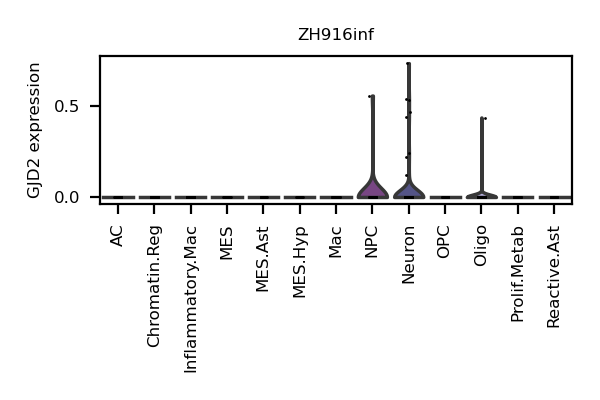 ZH916inf
GJD2 expression
0.5
0.0
AC
Chromatin.Reg
Inflammatory.Mac
MES
MES.Ast
MES.Hyp
Mac
NPC
Neuron
OPC
Oligo
Prolif.Metab
Reactive.Ast